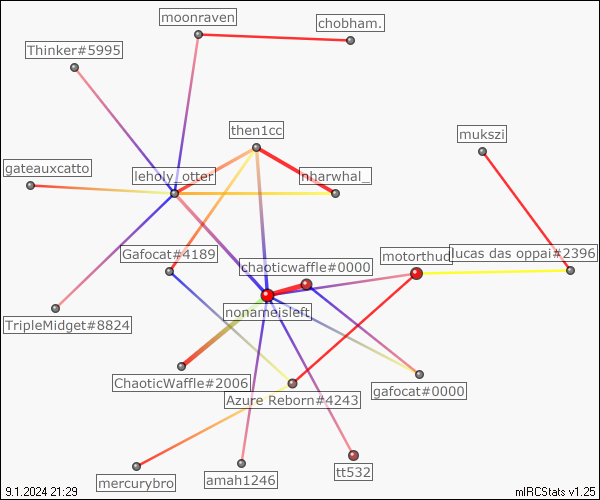 moonraven
chobham.
Thinker#5995
then1cc
mukszi
gateauxcatto
leholy_otter
nharwhal_
Gafocat#4189
motorthud
lucas das oppai#2396
chaoticwaffle#0000
nonameisleft
TripleMidget#8824
ChaoticWaffle#2006
gafocat#0000
Azure Reborn#4243
tt532
amah1246
mercurybro
9.1.2024 21:29
mIRCStats v1.25